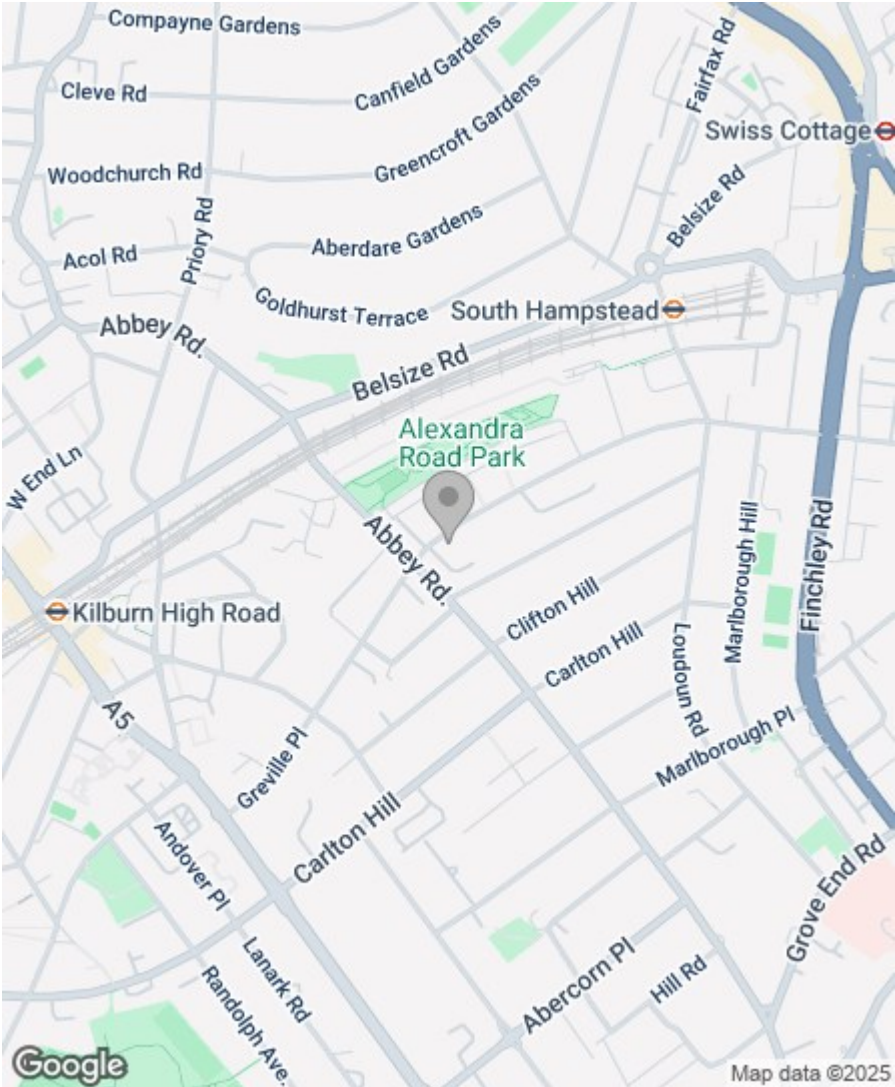 Compayne Gardens
Canfield Gardens
Fairfax Rd
Cleve Rd
Greencroft Gardens
Swiss Cottage
Woodchurch Rd
Belsize Rd
Priory Rd
Aberdare Gardens
Acol Rd
Goldhurst Terrace
South Hampstead
Abbey Rd.
Belsize Rd
Alexandra
Road Park
W End Ln
Abbey Rd.
Marlborough Hill
Finchley Rd
Kilburn High Road
Clifton Hill
Carlton Hill
Loudoun Rd
A5
Greville Pl
Marlborough Pl
Carlton Hill
Andover Pl
Grove End Rd
Lanark Rd
Abercorn Pl
Hill Rd
Randolph Ave.
Google
Map data ©2025